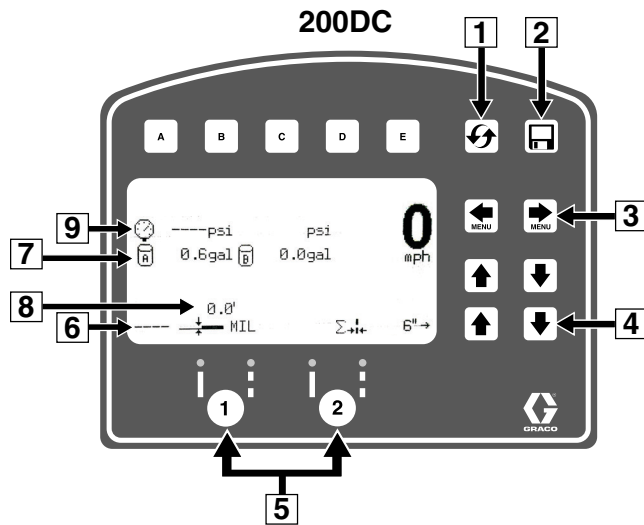 200DC
1
2
A B C D E
MENU MENU
3
9
----psi psi
0
mph
7
A 0.6gal B 0.0gal
8
0.0'
6
---- MIL Σ 6"→
4
1 2
GRACO
5